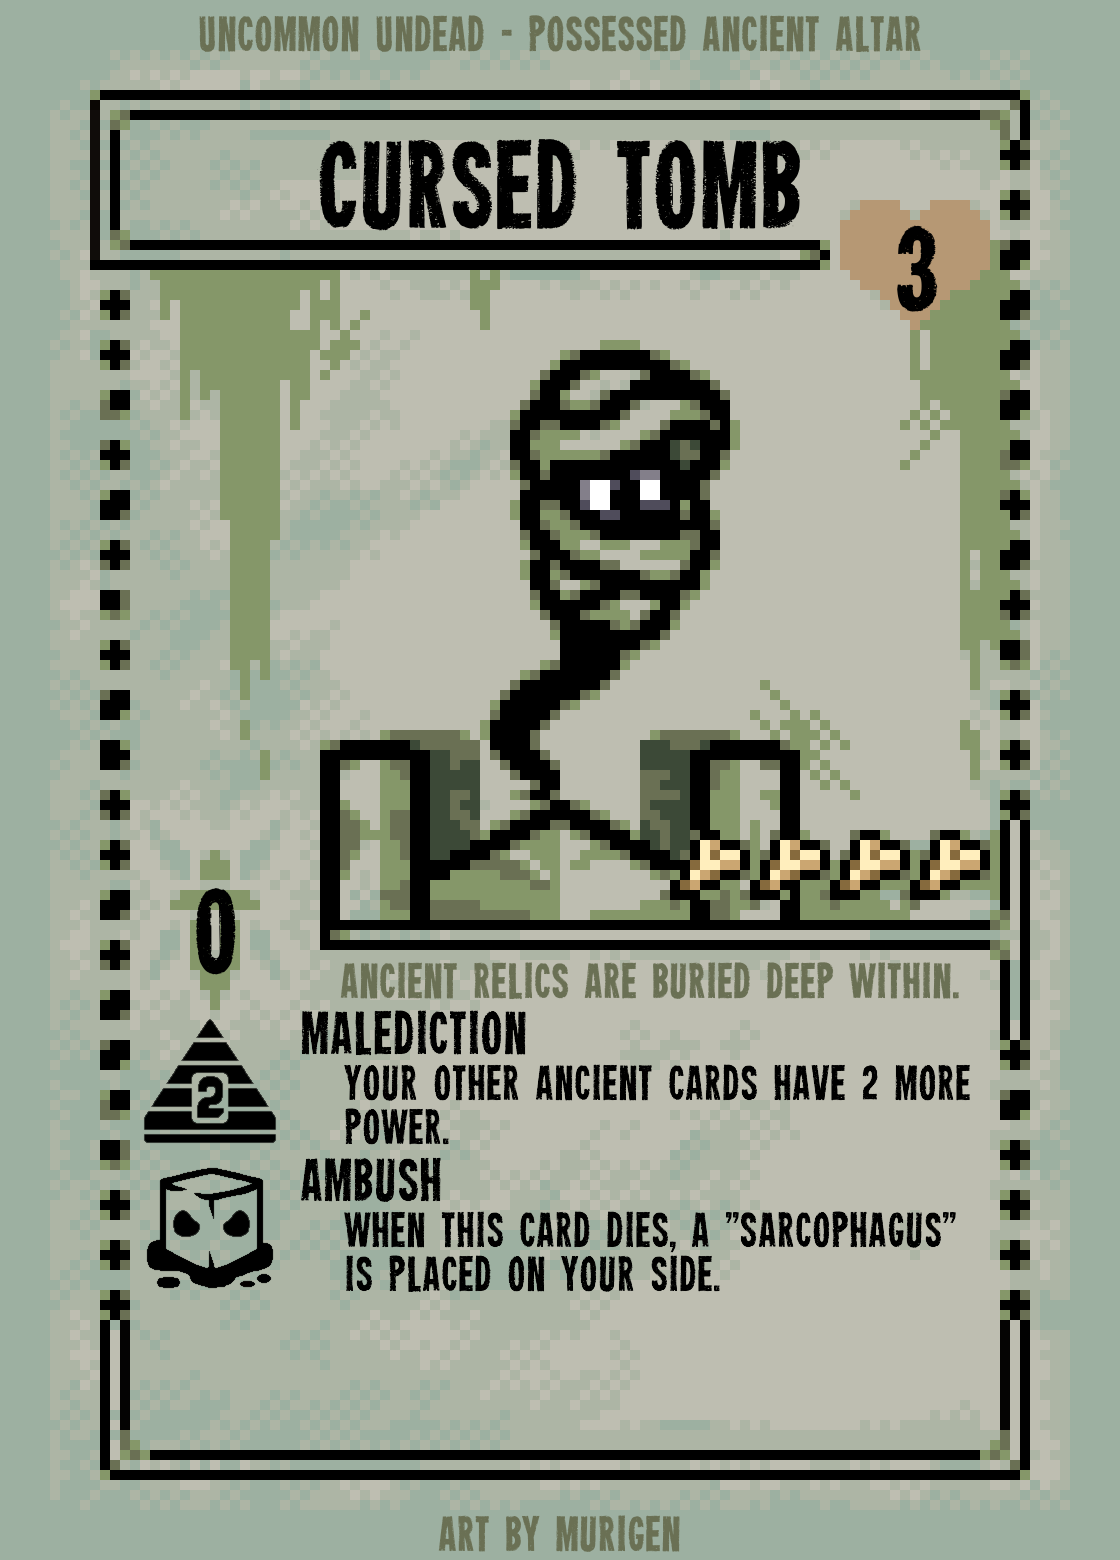 UNCOMMON UNDEAD - POSSESSED ANCIENT ALTAR
CURSED TOMB
3
0
ANCIENT RELICS ARE BURIED DEEP WITHIN.
MALEDICTION
2
YOUR OTHER ANCIENT CARDS HAVE 2 MORE
POWER.
AMBUSH
WHEN THIS CARD DIES, A ”SARCOPHAGUS”
IS PLACED ON YOUR SIDE.
ART BY MURIGEN